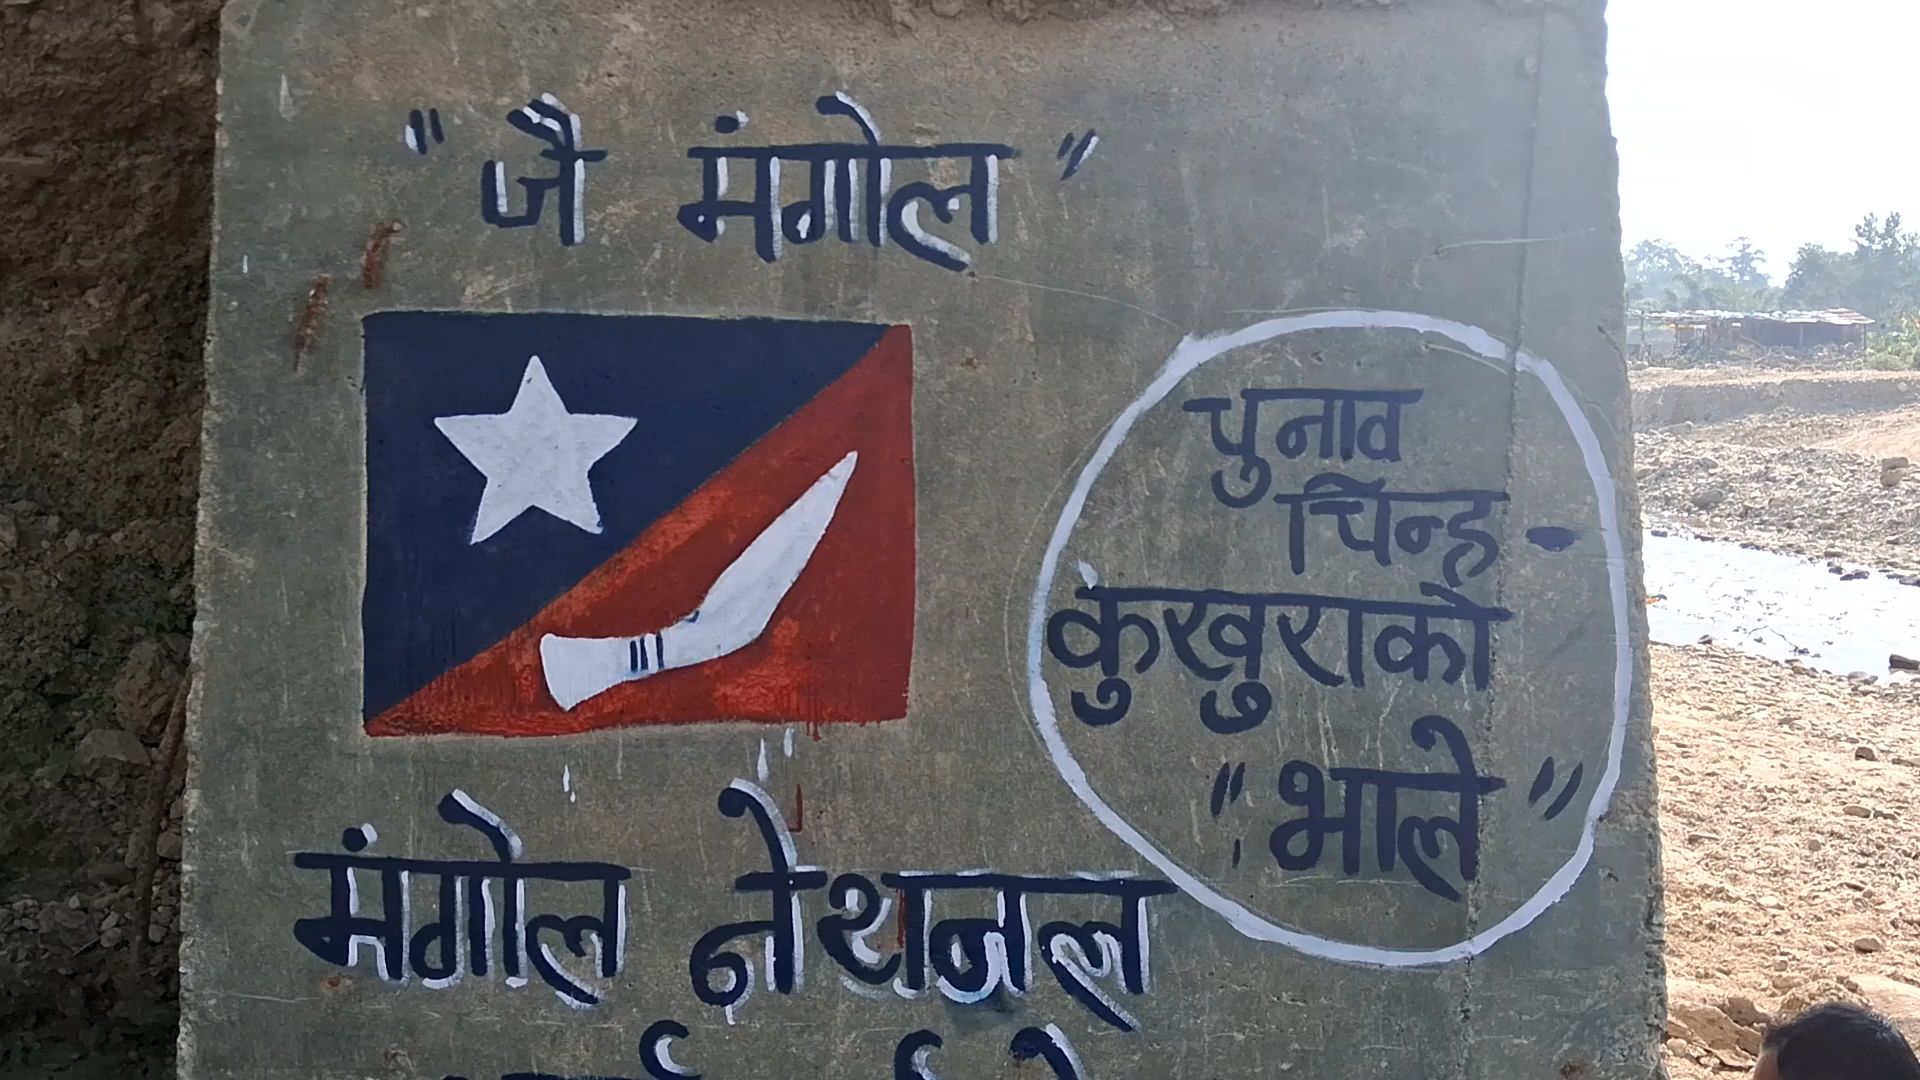 "जै मंगोल"
चुनाव
चिन्ह -
कुंखुराको
"भाले"
मंगोल नेशनल